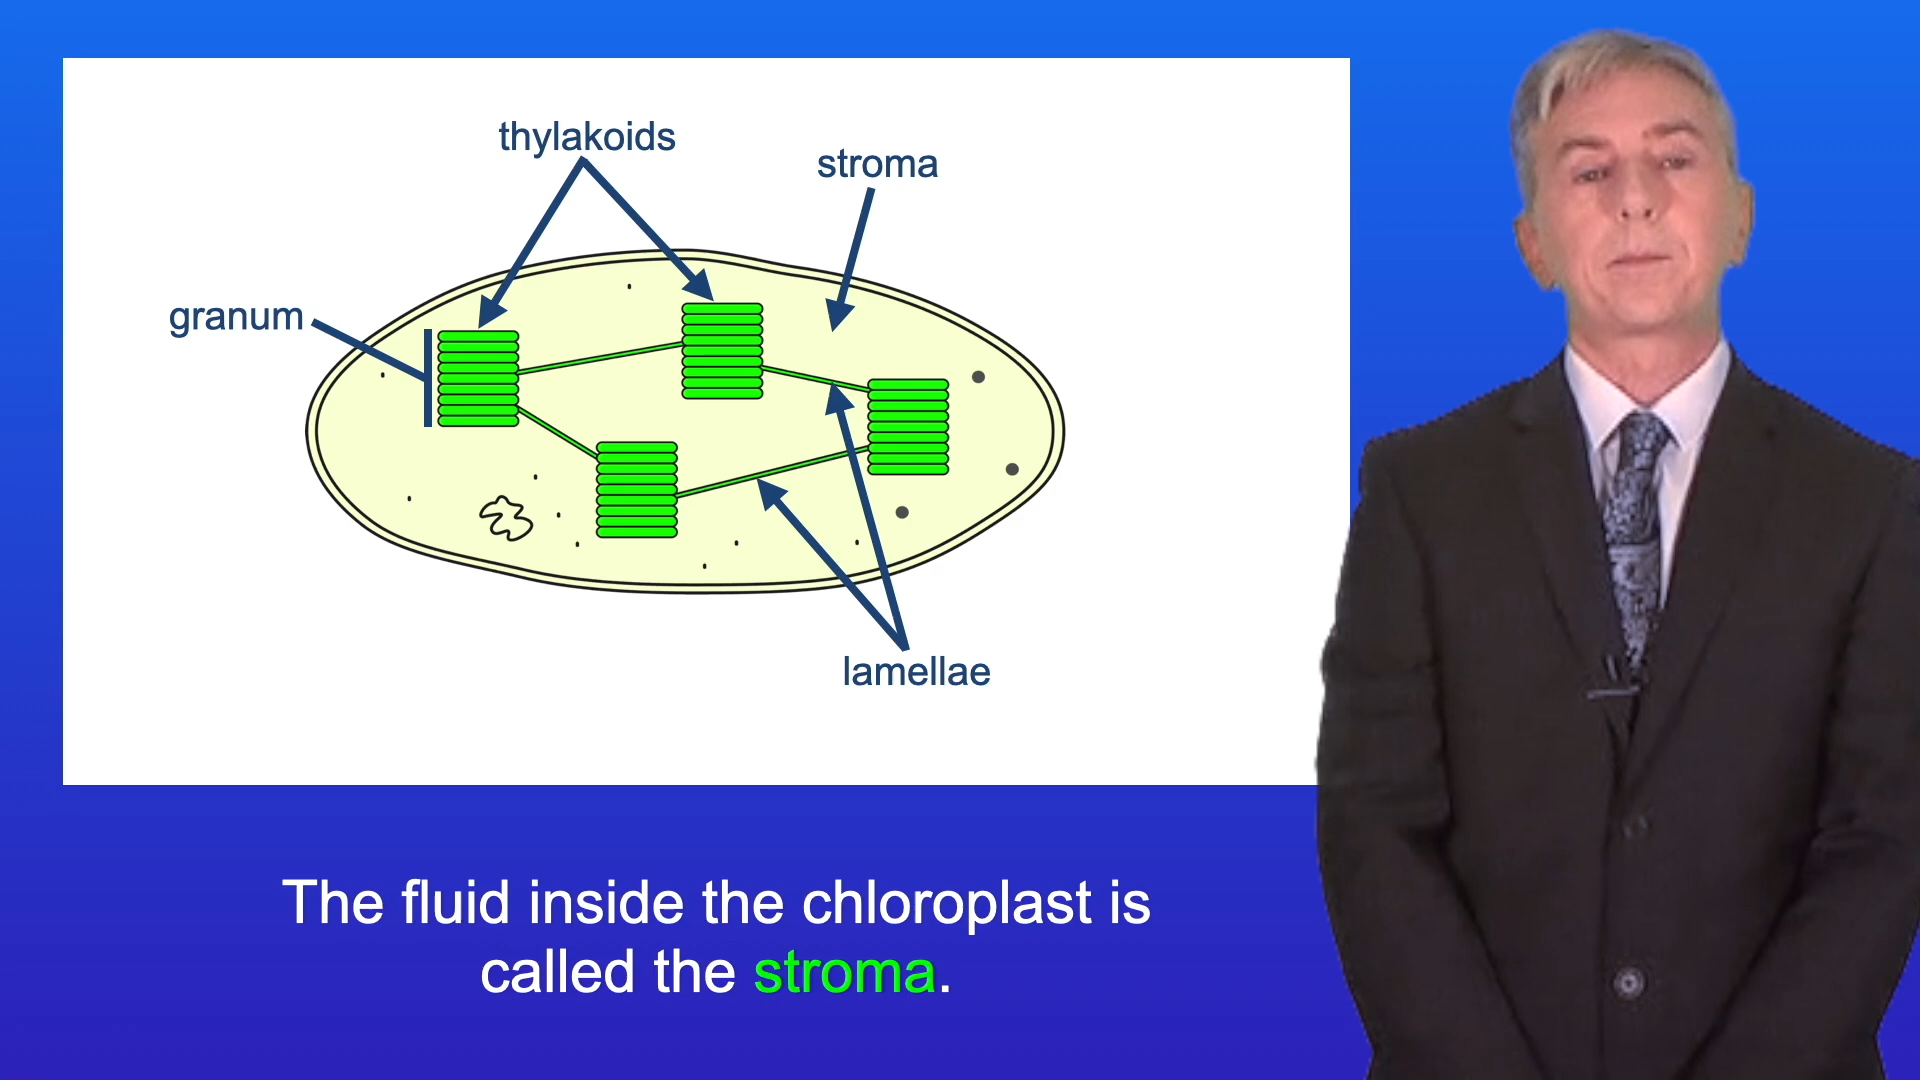 thylakoids
stroma
granum
lamellae
The fluid inside the chloroplast is
called the stroma.